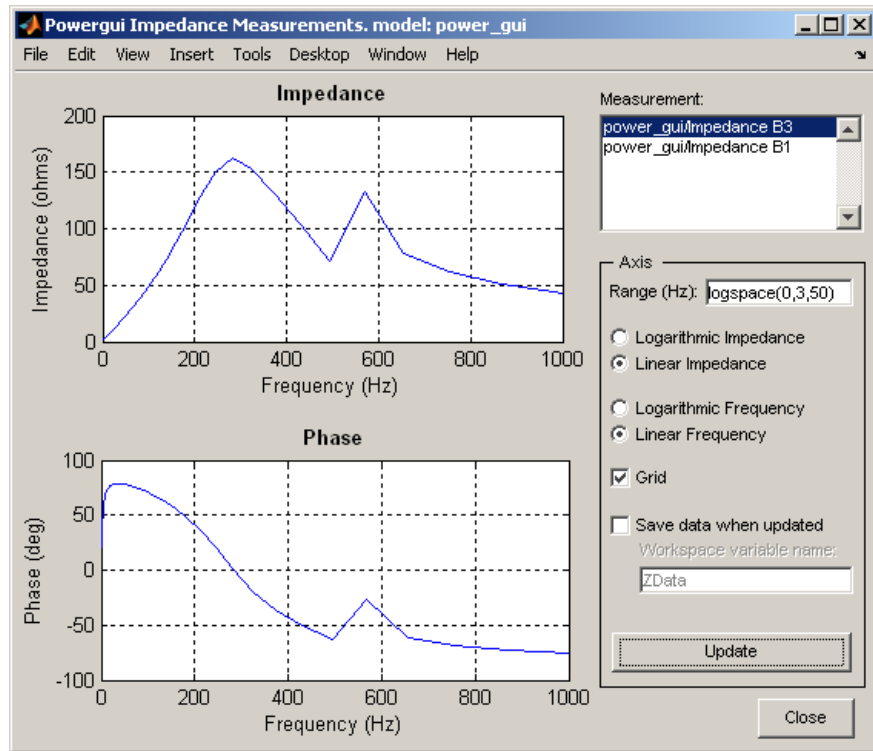 Powergui Impedance Measurements. model: power_gui
File Edit View Insert Tools Desktop Window Help
Impedance
200
150
100
50
0
Impedance (ohms)
0 200 400 600 800 1000
Frequency (Hz)
Phase
100
50
0
-50
-100
Phase (deg)
0 200 400 600 800 1000
Frequency (Hz)
Measurement:
power_gui/Impedance B3
power_gui/Impedance B1
Axis
Range (Hz): logspace(0,3,50)
Logarithmic Impedance
Linear Impedance
Logarithmic Frequency
Linear Frequency
Grid
Save data when updated
Workspace variable name:
ZData
Update
Close